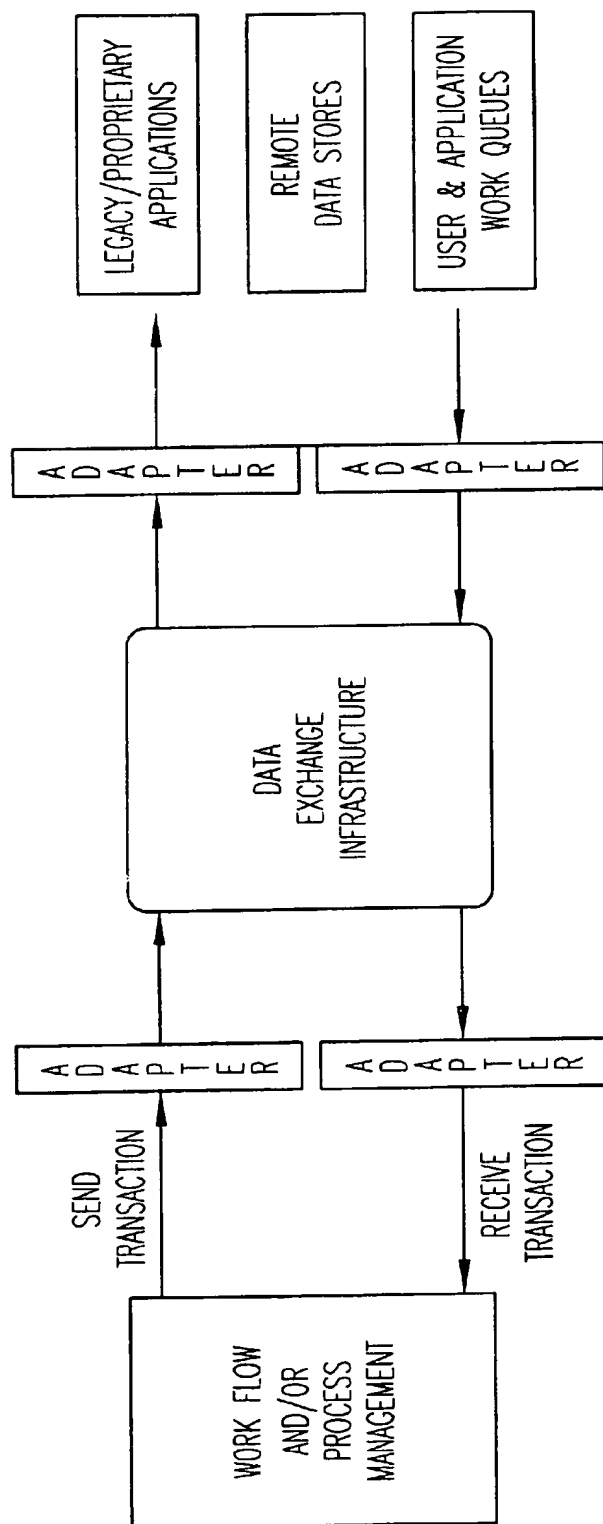 WORK FLOW
AND/OR
PROCESS
MANAGEMENT
SEND
TRANSACTION
RECEIVE
TRANSACTION
ADAPTER
ADAPTER
DATA
EXCHANGE
INFRASTRUCTURE
ADAPTER
ADAPTER
LEGACY/PROPRIETARY
APPLICATIONS
REMOTE
DATA STORES
USER & APPLICATION
WORK QUEUES